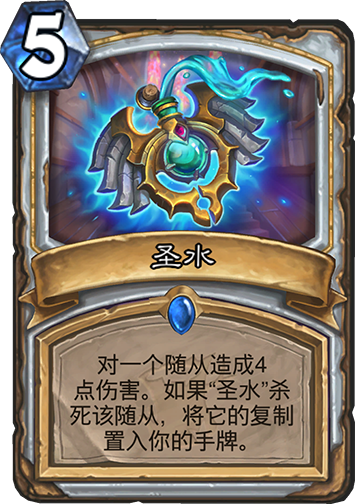 5
圣水
对一个随从造成4
点伤害。如果“圣水”杀
死该随从，将它的复制
置入你的手牌。